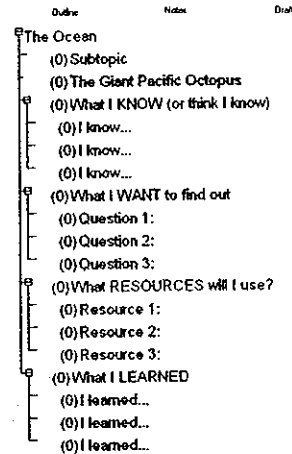 Outline Notes Draft
The Ocean
(0) Subtopic
(0) The Giant Pacific Octopus
(0) What I KNOW (or think I know)
(0) I know...
(0) I know...
(0) I know...
(0) What I WANT to find out
(0) Question 1:
(0) Question 2:
(0) Question 3:
(0) What RESOURCES will I use?
(0) Resource 1:
(0) Resource 2:
(0) Resource 3:
(0) What I LEARNED
(0) I learned...
(0) I learned...
(0) I learned...